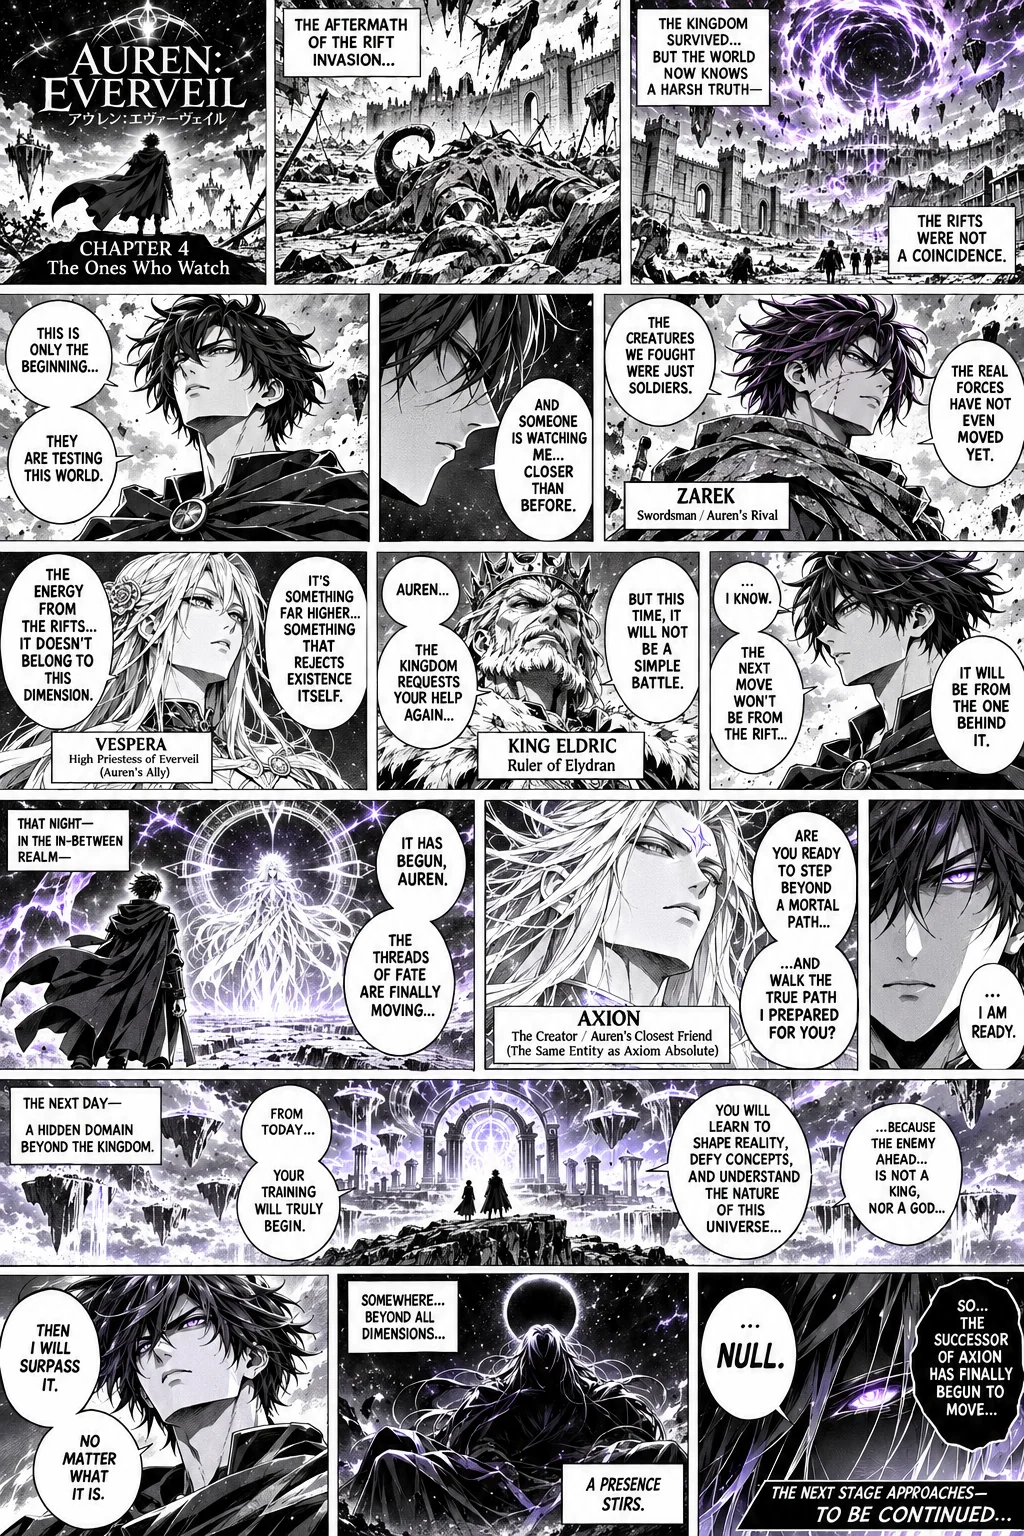 AUREN:
EVERVEIL
アウレン：エヴァーヴェイル
CHAPTER 4
The Ones Who Watch
THE AFTERMATH
OF THE RIFT
INVASION...
THE KINGDOM
SURVIVED...
BUT THE WORLD
NOW KNOWS
A HARSH TRUTH—
THE RIFTS
WERE NOT
A COINCIDENCE.
THIS IS
ONLY THE
BEGINNING...
THEY
ARE TESTING
THIS WORLD.
AND
SOMEONE
IS WATCHING
ME...
CLOSER
THAN
BEFORE.
THE
CREATURES
WE FOUGHT
WERE JUST
SOLDIERS.
THE REAL
FORCES
HAVE NOT
EVEN
MOVED
YET.
ZAREK
Swordsman / Auren's Rival
THE
ENERGY
FROM
THE RIFTS...
IT DOESN'T
BELONG TO
THIS
DIMENSION.
IT'S
SOMETHING
FAR HIGHER...
SOMETHING
THAT
REJECTS
EXISTENCE
ITSELF.
VESPERA
High Priestess of Everveil
(Auren's Ally)
AUREN...
THE
KINGDOM
REQUESTS
YOUR HELP
AGAIN...
BUT THIS
TIME, IT
WILL NOT
BE A
SIMPLE
BATTLE.
KING ELDRIC
Ruler of Elydran
...
I KNOW.
THE
NEXT
MOVE
WON'T
BE FROM
THE RIFT...
IT WILL
BE FROM
THE ONE
BEHIND
IT.
THAT NIGHT—
IN THE IN-BETWEEN
REALM—
IT HAS
BEGUN,
AUREN.
THE
THREADS
OF FATE
ARE FINALLY
MOVING...
ARE
YOU READY
TO STEP
BEYOND
A MORTAL
PATH...
...AND
WALK THE
TRUE PATH
I PREPARED
FOR YOU?
AXION
The Creator / Auren's Closest Friend
(The Same Entity as Axiom Absolute)
...
I AM
READY.
THE NEXT DAY—
A HIDDEN DOMAIN
BEYOND THE KINGDOM.
FROM
TODAY...
YOUR
TRAINING
WILL TRULY
BEGIN.
YOU WILL
LEARN TO
SHAPE REALITY,
DEFY CONCEPTS,
AND UNDERSTAND
THE NATURE
OF THIS
UNIVERSE...
...BECAUSE
THE ENEMY
AHEAD...
IS NOT A
KING,
NOR A GOD...
THEN
I WILL
SURPASS
IT.
NO
MATTER
WHAT
IT IS.
SOMEWHERE...
BEYOND ALL
DIMENSIONS...
A PRESENCE
STIRS.
...
NULL.
SO...
THE
SUCCESSOR
OF AXION
HAS FINALLY
BEGUN TO
MOVE...
THE NEXT STAGE APPROACHES—
TO BE CONTINUED...